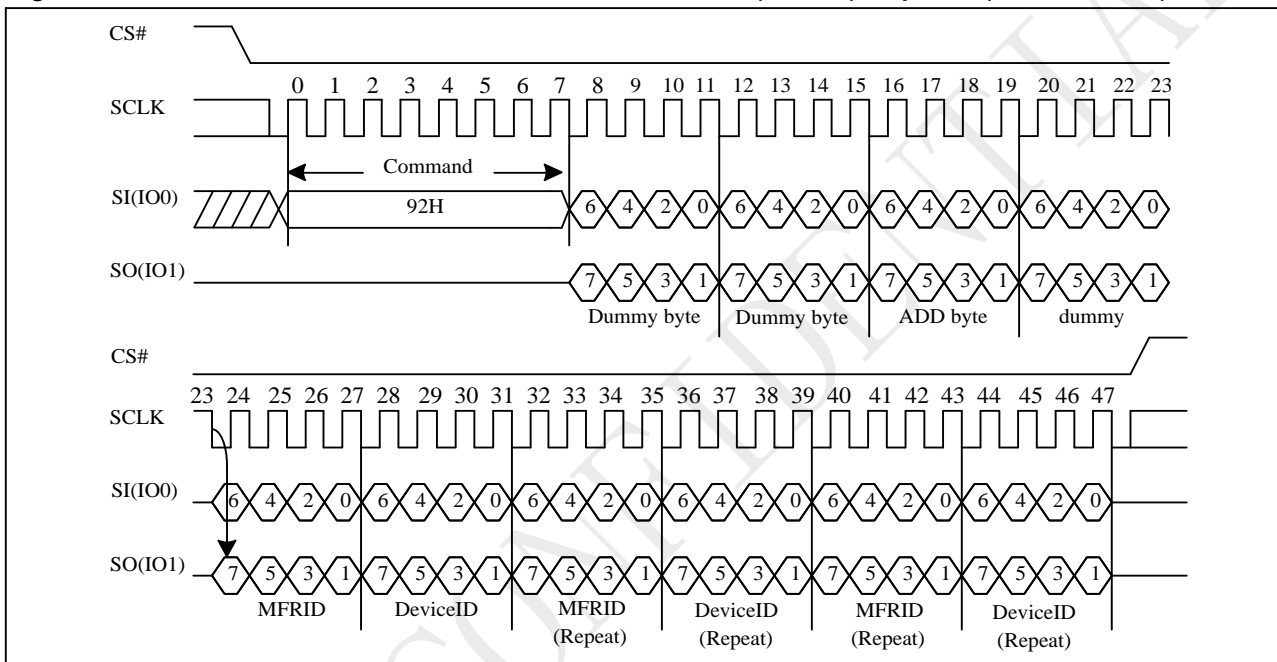 CS#
0 1 2 3 4 5 6 7 8 9 10 11 12 13 14 15 16 17 18 19 20 21 22 23
SCLK
Command
SI(IO0)
92H
6 4 2 0 6 4 2 0 6 4 2 0 6 4 2 0
SO(IO1)
7 5 3 1 7 5 3 1 7 5 3 1 7 5 3 1
Dummy byte Dummy byte ADD byte dummy
CS#
23 24 25 26 27 28 29 30 31 32 33 34 35 36 37 38 39 40 41 42 43 44 45 46 47
SCLK
SI(IO0)
6 4 2 0 6 4 2 0 6 4 2 0 6 4 2 0 6 4 2 0 6 4 2 0
SO(IO1)
7 5 3 1 7 5 3 1 7 5 3 1 7 5 3 1 7 5 3 1 7 5 3 1
MFRID DeviceID MFRID DeviceID MFRID DeviceID
(Repeat) (Repeat) (Repeat) (Repeat)
CONFIDENTIAL